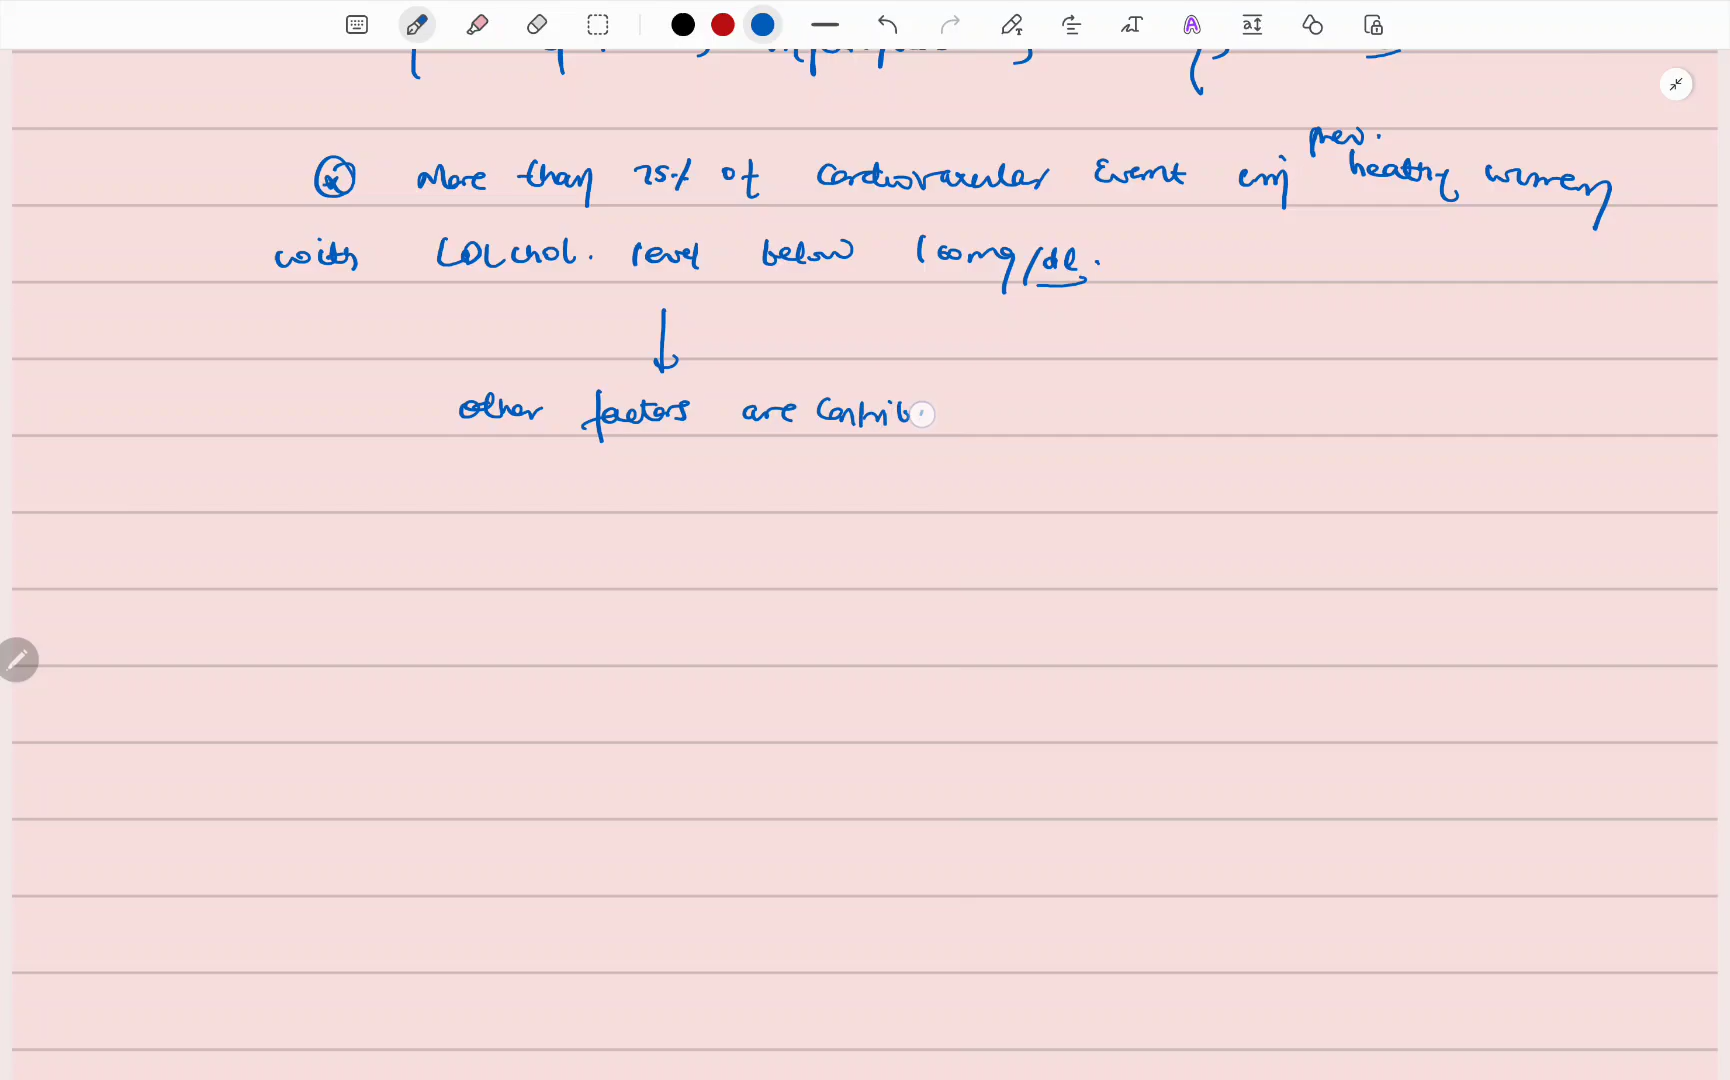 prev.
More than 75% of Cardiovascular Event in healthy women
with LDL chol. level below 160mg/dl.
other factors are Contrib